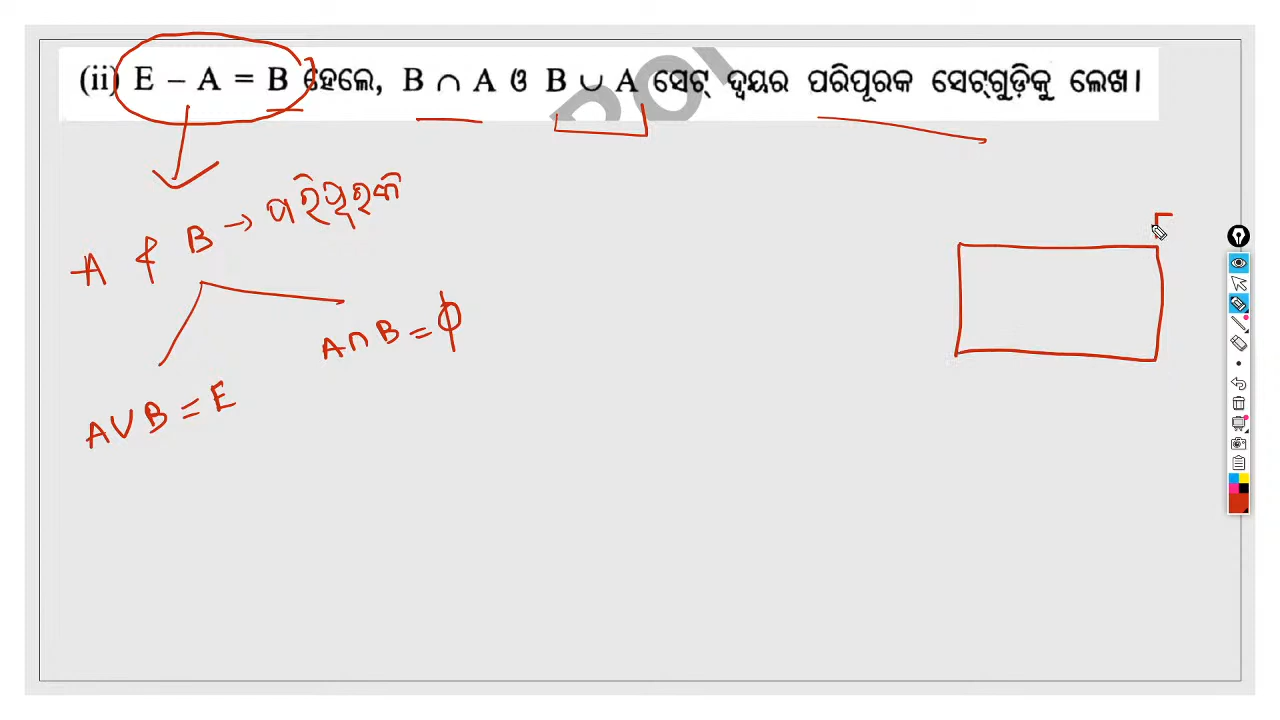 (ii) E – A = B ହେଲେ, B ∩ A ଓ B ∪ A ସେଟ୍ ଦ୍ୱୟର ପରିପୂରକ ସେଟ୍‌ଗୁଡ଼ିକୁ ଲେଖ।
A & B → ପରିପୂରକ
A∩B = ϕ
A∪B = E